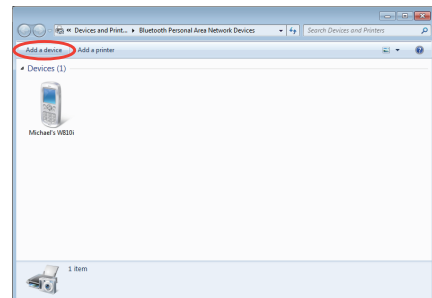 « Devices and Print... ▸ Bluetooth Personal Area Network Devices
Search Devices and Printers
Add a device
Add a printer
Devices (1)
Michael's W810i
1 item